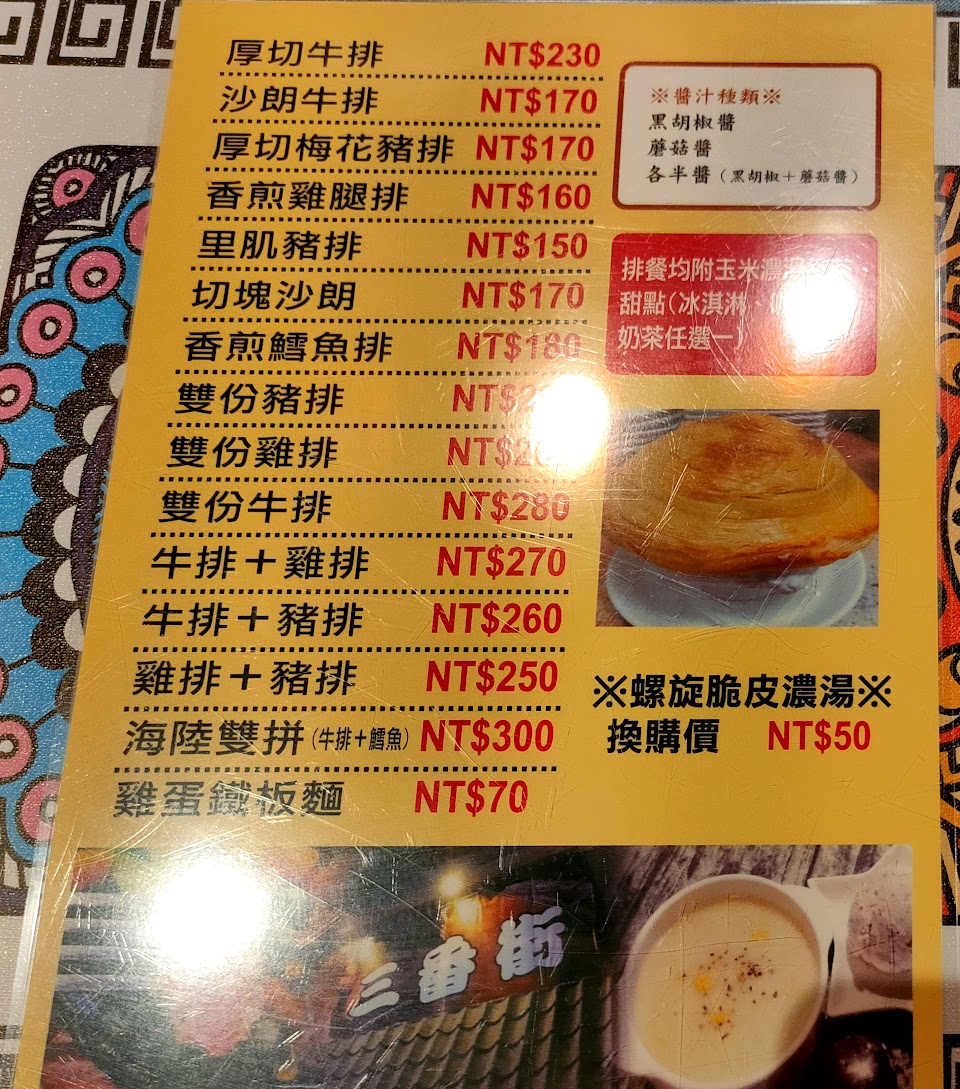 厚切牛排 NT$230
沙朗牛排 NT$170
厚切梅花豬排 NT$170
香煎雞腿排 NT$160
里肌豬排 NT$150
切塊沙朗 NT$170
香煎鱈魚排 NT$180
雙份豬排
雙份雞排
雙份牛排 NT$280
牛排＋雞排 NT$270
牛排＋豬排 NT$260
雞排＋豬排 NT$250
海陸雙拼(牛排＋鱈魚) NT$300
雞蛋鐵板麵 NT$70
※醬汁種類※
黑胡椒醬
蘑菇醬
各半醬（黑胡椒＋蘑菇醬）
排餐均附玉米濃湯
甜點(冰淇淋、
奶茶任選一)
※螺旋脆皮濃湯※
換購價 NT$50
三番街